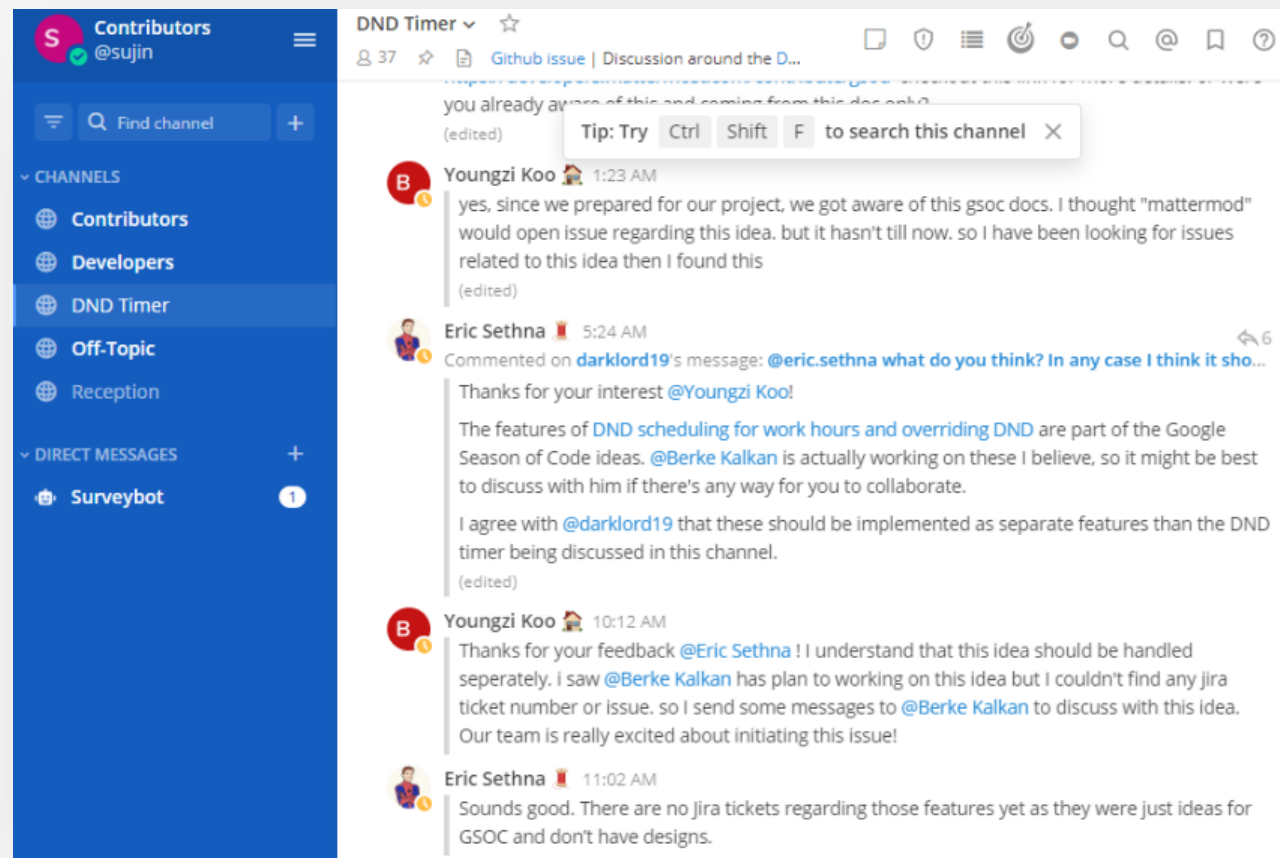 S
Contributors
@sujin
Find channel
+
CHANNELS
Contributors
Developers
DND Timer
Off-Topic
Reception
DIRECT MESSAGES +
Surveybot 1
DND Timer
37 Github issue | Discussion around the D...
you already aware of this and coming from this doc only?
(edited)
Tip: Try Ctrl Shift F to search this channel
B
Youngzi Koo 1:23 AM
yes, since we prepared for our project, we got aware of this gsoc docs. I thought "mattermod"
would open issue regarding this idea. but it hasn't till now. so I have been looking for issues
related to this idea then I found this
(edited)
Eric Sethna 5:24 AM
6
Commented on darklord19's message: @eric.sethna what do you think? In any case I think it sho...
Thanks for your interest @Youngzi Koo!
The features of DND scheduling for work hours and overriding DND are part of the Google
Season of Code ideas. @Berke Kalkan is actually working on these I believe, so it might be best
to discuss with him if there's any way for you to collaborate.
I agree with @darklord19 that these should be implemented as separate features than the DND
timer being discussed in this channel.
(edited)
B
Youngzi Koo 10:12 AM
Thanks for your feedback @Eric Sethna ! I understand that this idea should be handled
seperately. i saw @Berke Kalkan has plan to working on this idea but I couldn't find any jira
ticket number or issue. so I send some messages to @Berke Kalkan to discuss with this idea.
Our team is really excited about initiating this issue!
Eric Sethna 11:02 AM
Sounds good. There are no Jira tickets regarding those features yet as they were just ideas for
GSOC and don't have designs.